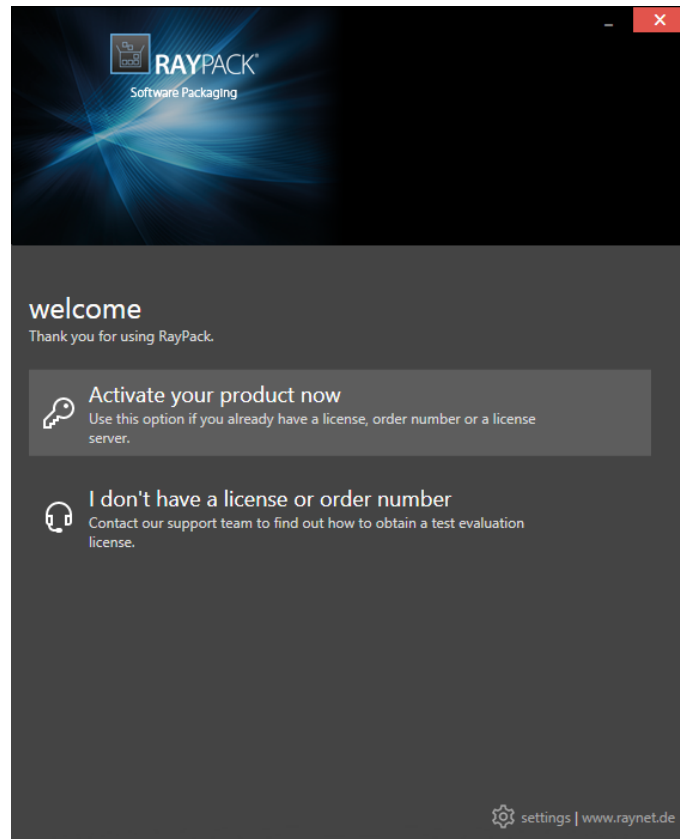 RAYPACK®
Software Packaging
welcome
Thank you for using RayPack.
Activate your product now
Use this option if you already have a license, order number or a license
server.
I don't have a license or order number
Contact our support team to find out how to obtain a test evaluation
license.
settings | www.raynet.de